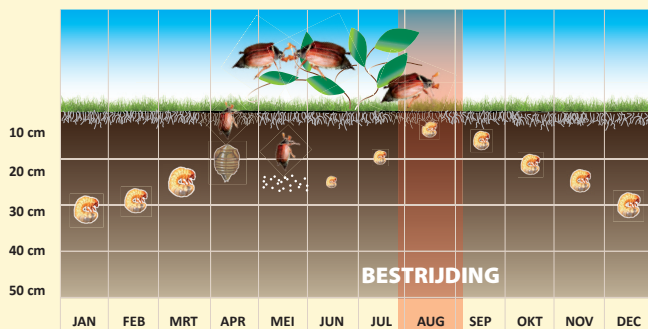 10 cm
20 cm
30 cm
40 cm
50 cm
BESTRIJDING
JAN FEB MRT APR MEI JUN JUL AUG SEP OKT NOV DEC